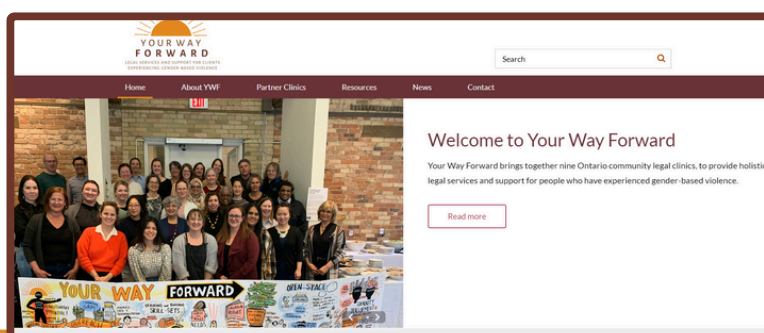 YOUR WAY
FORWARD
LEGAL SERVICES AND SUPPORT FOR CLIENTS
EXPERIENCING GENDER-BASED VIOLENCE
Search
Home About YWF Partner Clinics Resources News Contact
EXIT
Welcome to Your Way Forward
Your Way Forward brings together nine Ontario community legal clinics, to provide holistic
legal services and support for people who have experienced gender-based violence.
Read more
YOUR WAY FORWARD
OPEN SPACE
SKILL-SETS